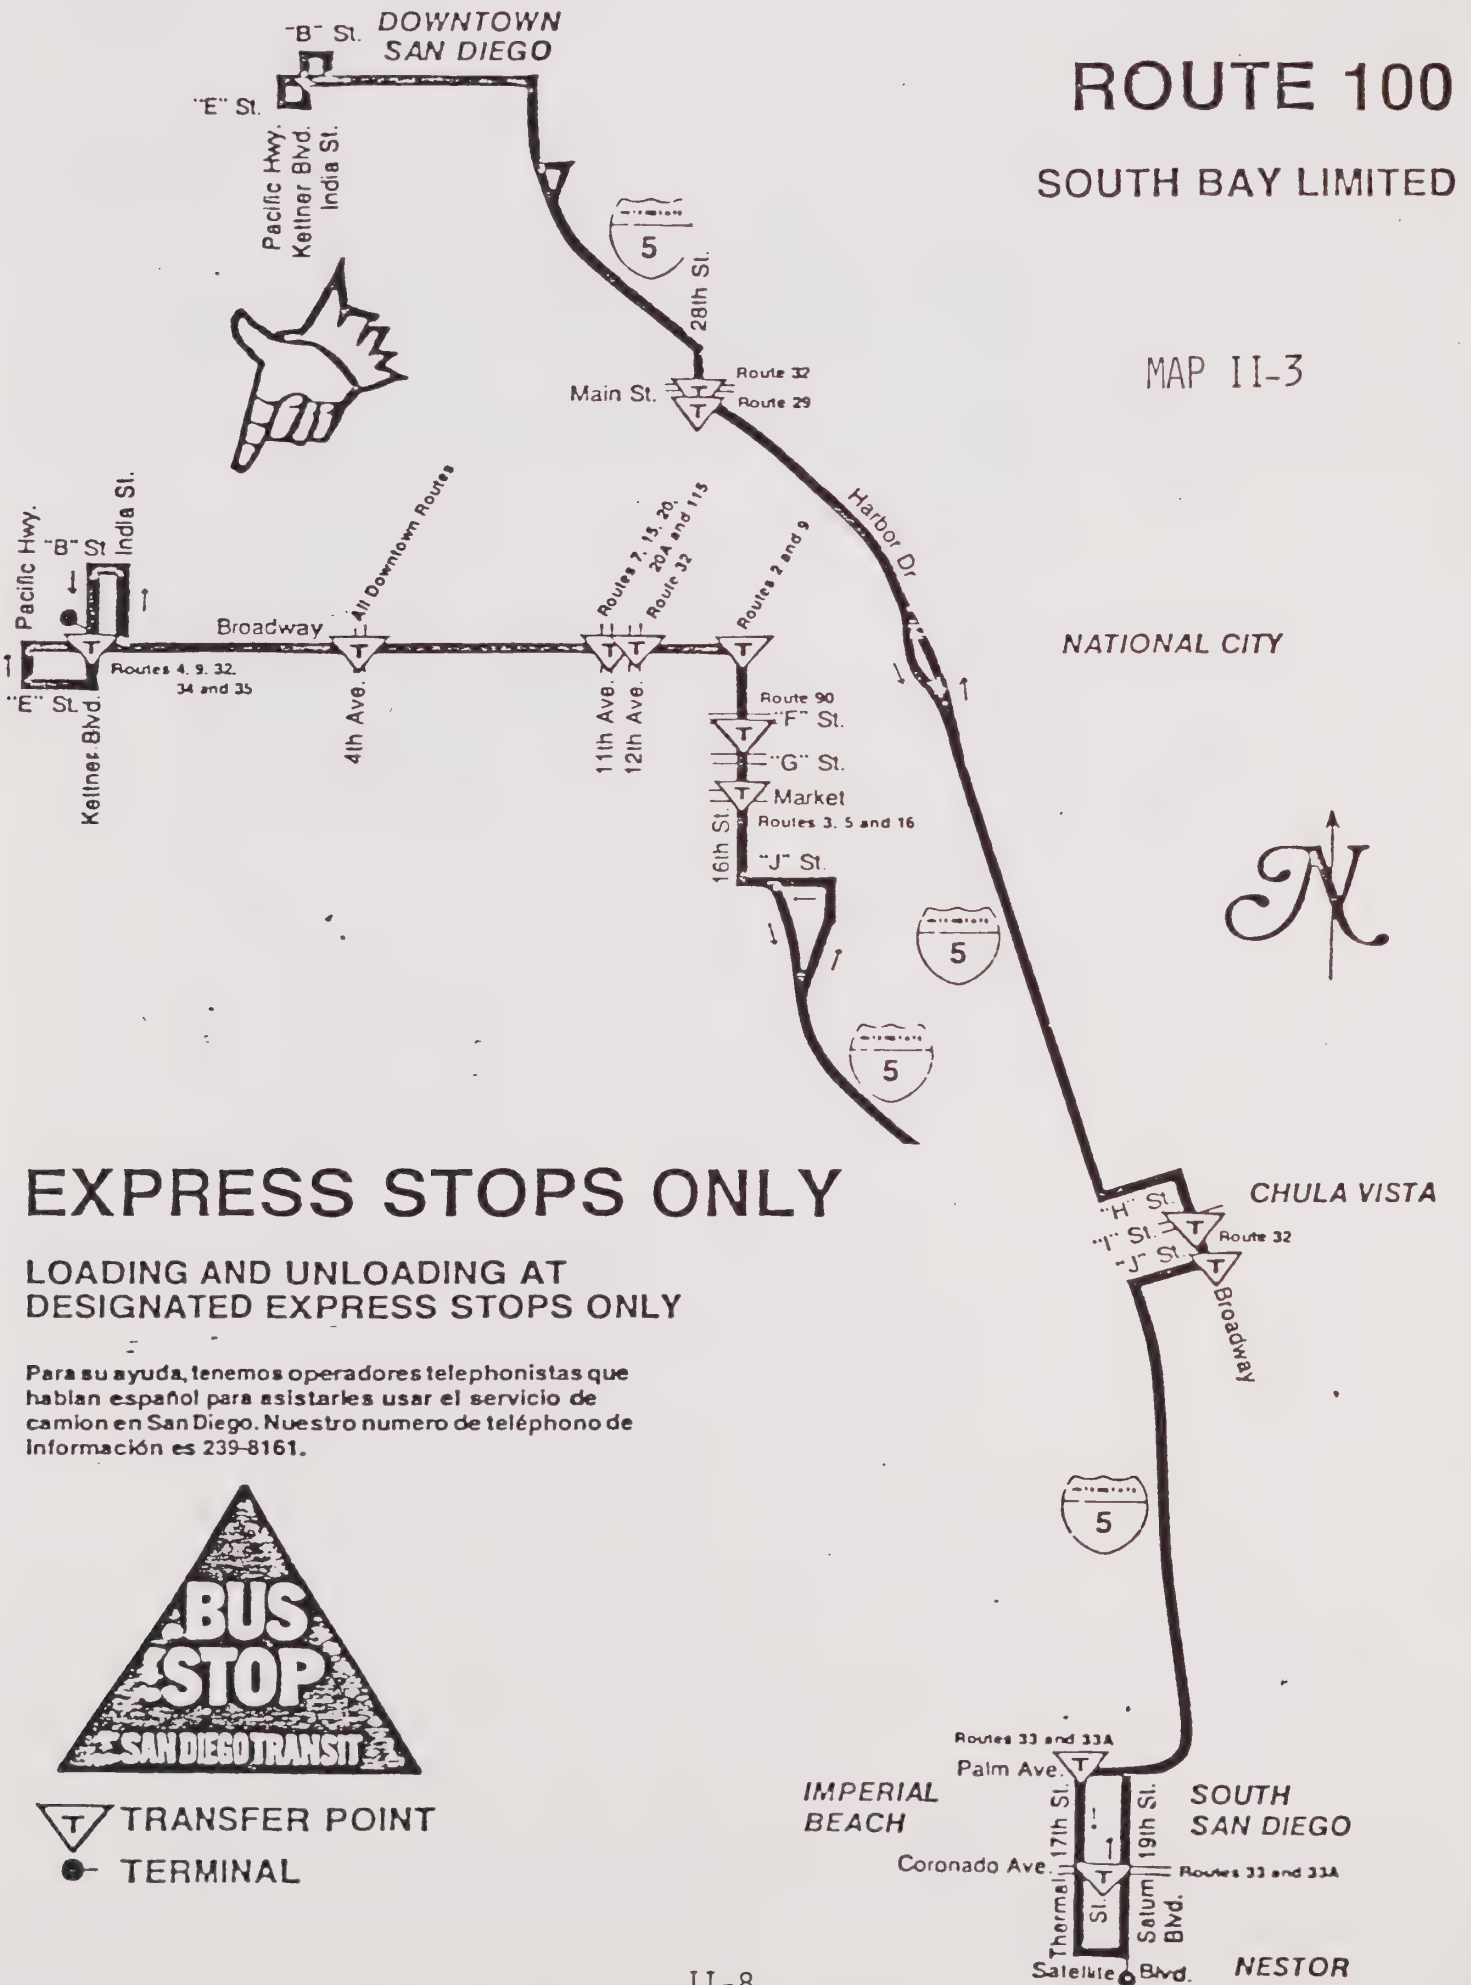 ROUTE 100
SOUTH BAY LIMITED
MAP II-3
DOWNTOWN
SAN DIEGO
"B" St.
"E" St.
Pacific Hwy.
Kettner Blvd.
India St.
5
28th St.
Main St.
T
Route 32
T
Route 29
Harbor Dr
NATIONAL CITY
Pacific Hwy.
"B" St
India St.
T
"E" St.
Kettner Blvd.
Routes 4, 9, 32,
34 and 35
Broadway
All Downtown Routes
T
4th Ave.
Routes 7, 15, 20,
20A and 115
Route 32
T
T
11th Ave.
12th Ave.
Routes 2 and 9
T
Route 90
"F" St.
T
"G" St.
T
Market
Routes 3, 5 and 16
16th St.
"J" St.
5
5
N
CHULA VISTA
"H" St.
"I" St.
"J" St.
T
Route 32
T
Broadway
5
EXPRESS STOPS ONLY
LOADING AND UNLOADING AT
DESIGNATED EXPRESS STOPS ONLY
Para su ayuda, tenemos operadores telephonistas que
hablan español para asistarles usar el servicio de
camion en San Diego. Nuestro numero de teléphono de
información es 239-8161.
BUS
STOP
SAN DIEGO TRANSIT
T TRANSFER POINT
TERMINAL
Routes 33 and 33A
Palm Ave.
T
IMPERIAL
BEACH
SOUTH
SAN DIEGO
17th St.
19th St.
Coronado Ave.
T
Routes 33 and 33A
Thermal
St.
Saturn
Blvd.
Satellite Blvd.
NESTOR
II-8